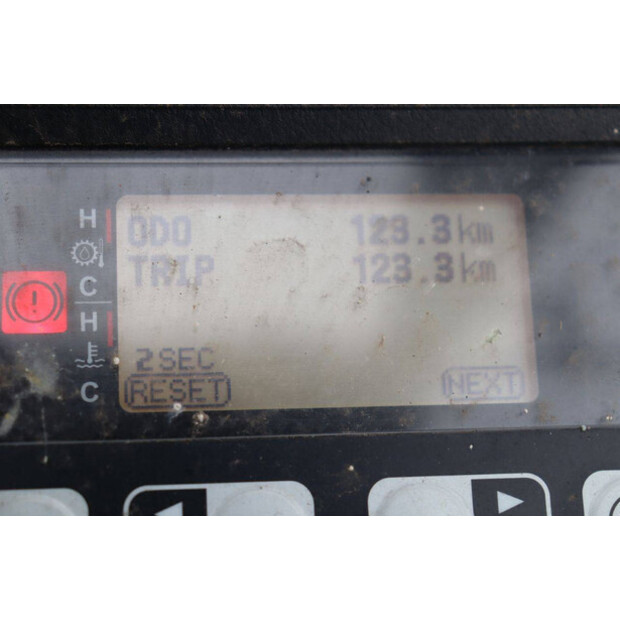 H
ODO 123.3 km
TRIP 123.3 km
C
H
2 SEC
C
RESET NEXT